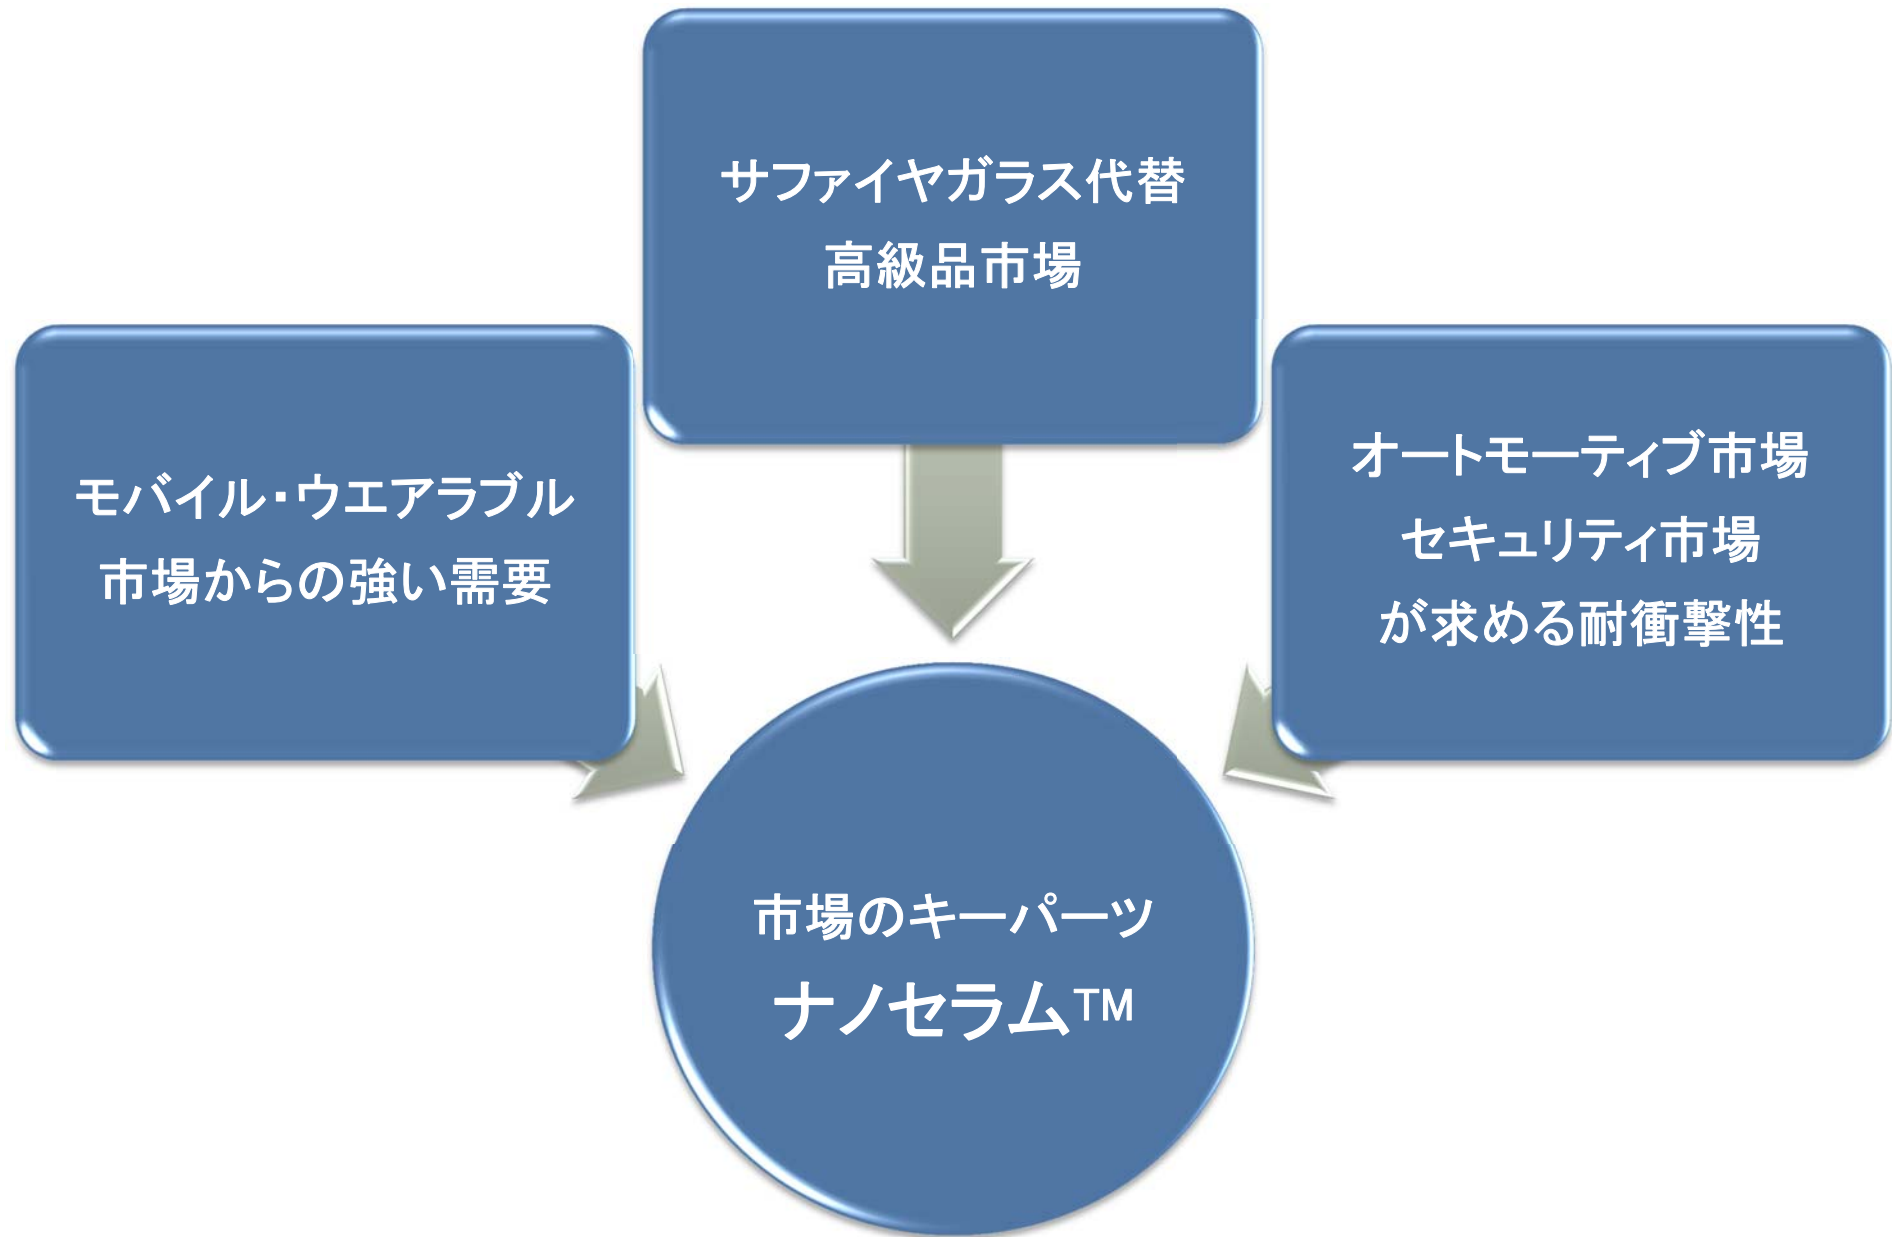 サファイヤガラス代替
高級品市場
モバイル・ウエアラブル
市場からの強い需要
オートモーティブ市場
セキュリティ市場
が求める耐衝撃性
市場のキーパーツ
ナノセラムTM